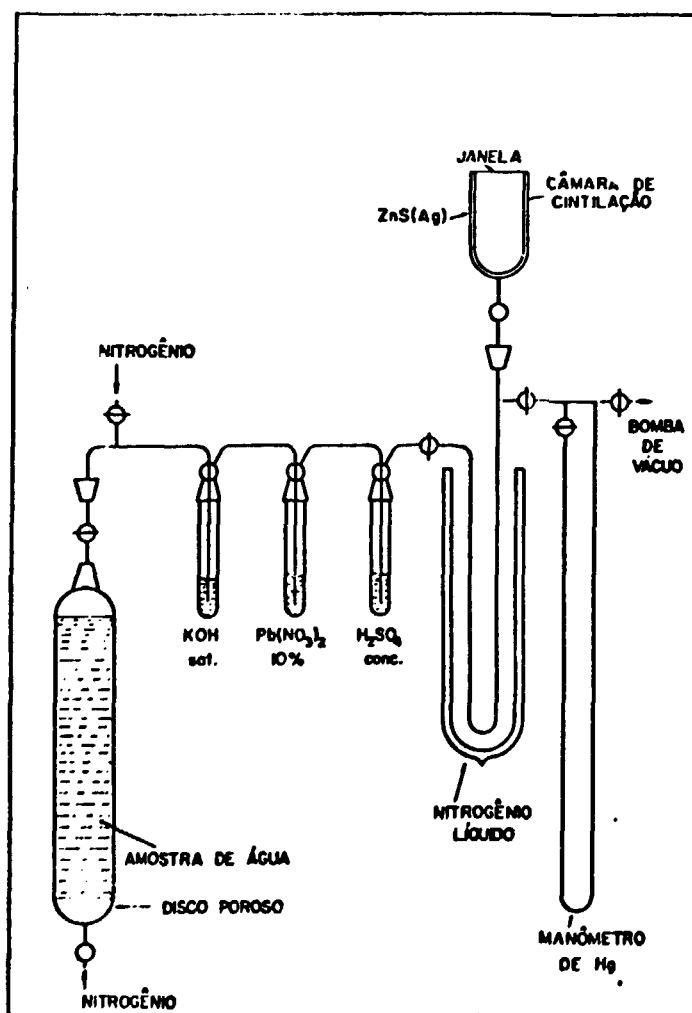 JANELA
CÂMARA DE
CINTILAÇÃO
ZnS(Ag)
NITROGÊNIO
BOMBA
DE
VÁCUO
KOH
sat.
Pb(NO3)2
10%
H2SO4
conc.
NITROGÊNIO
LÍQUIDO
AMOSTRA DE ÁGUA
DISCO POROSO
MANÔMETRO
DE Hg
NITROGÊNIO